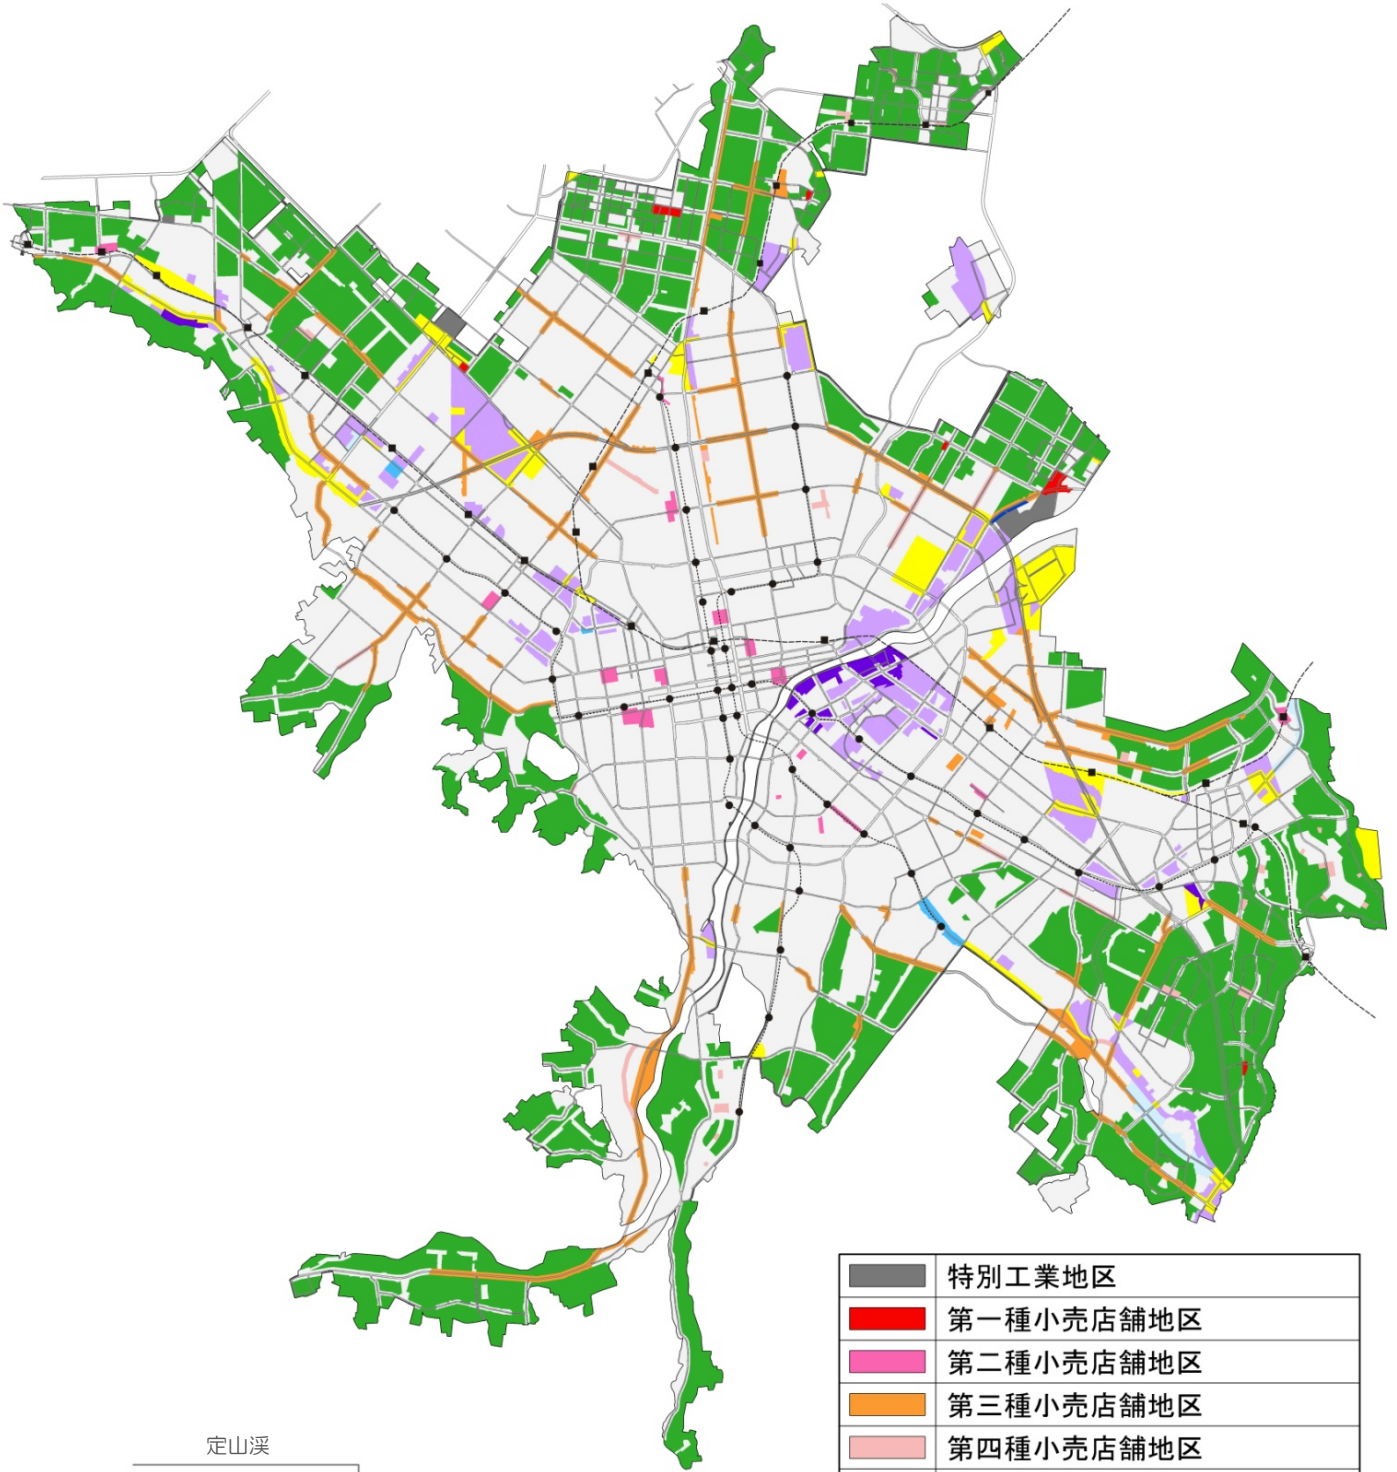 特別工業地区
第一種小売店舗地区
第二種小売店舗地区
第三種小売店舗地区
第四種小売店舗地区
定山渓